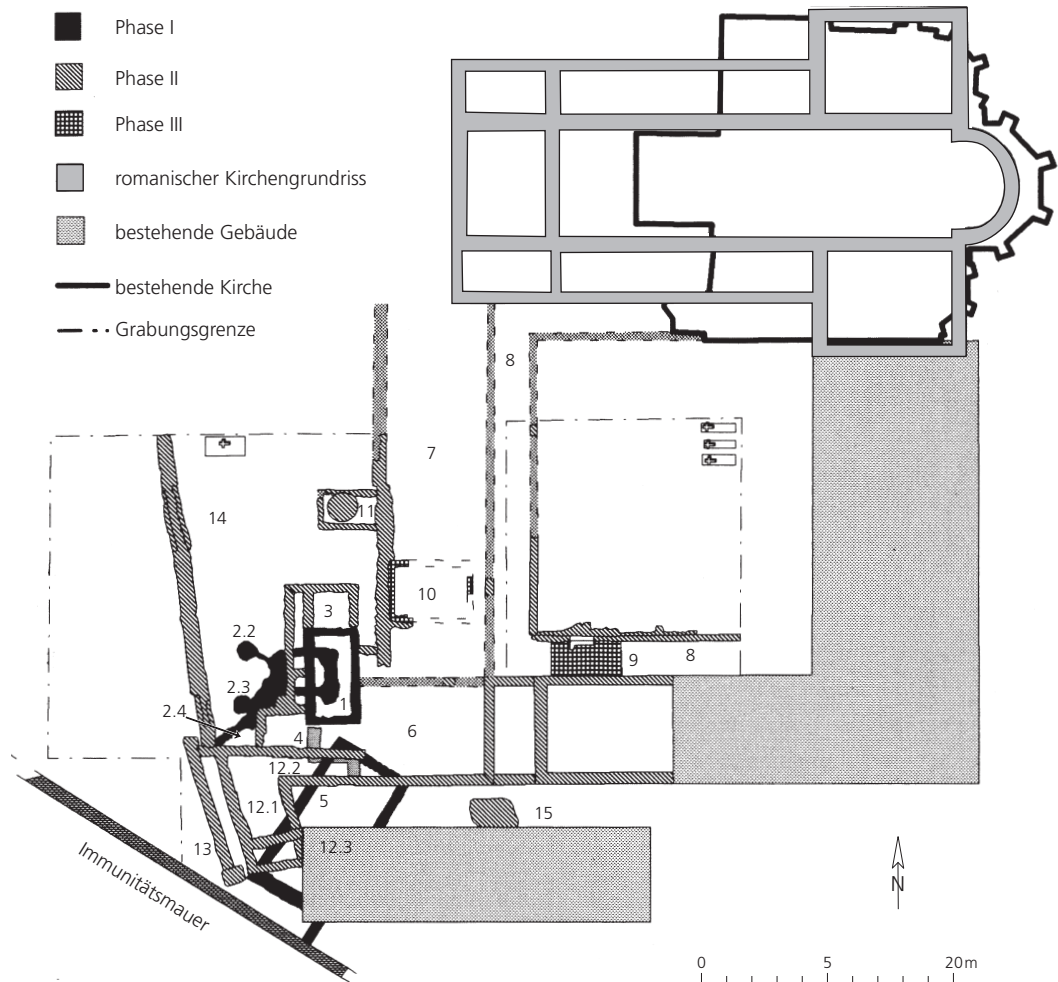 Phase I
Phase II
Phase III
romanischer Kirchengrundriss
bestehende Gebäude
bestehende Kirche
Grabungsgrenze
8
7
14
11
10
3
2.2
9
8
2.3
1
2.4
4
6
12.2
12.1
5
15
13
12.3
Immunitätsmauer
N
0 5 20 m